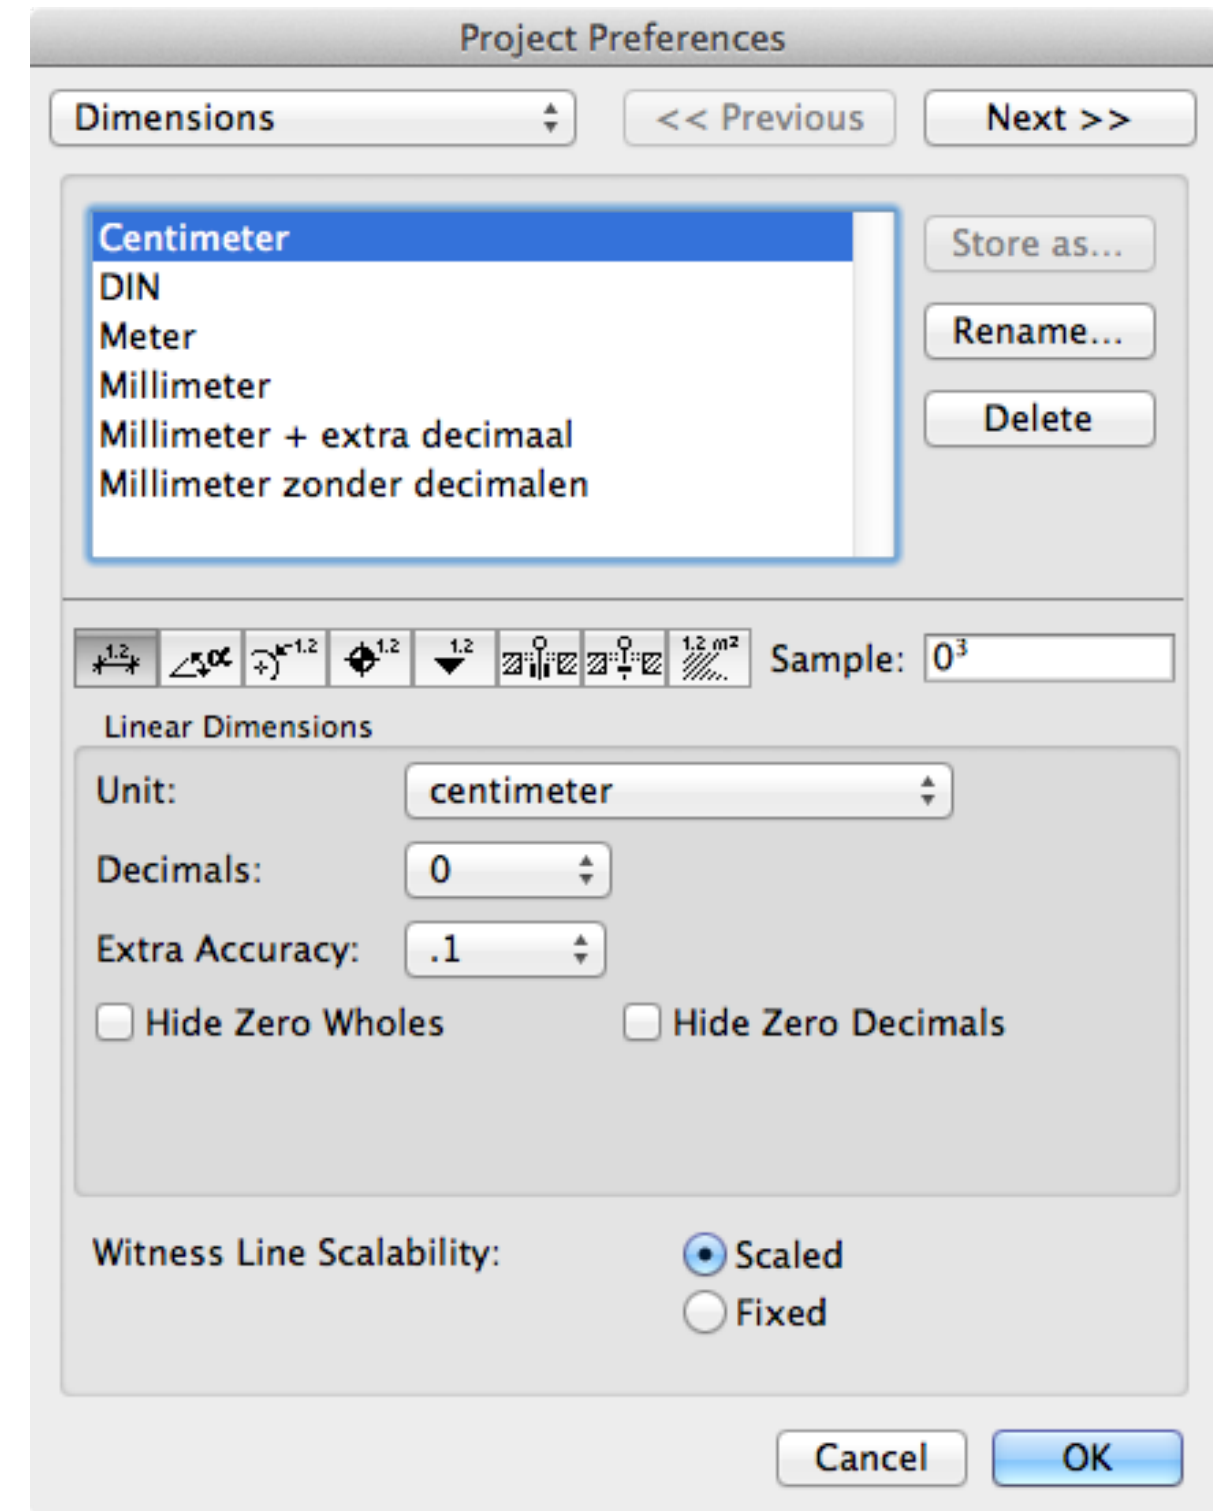 Project Preferences
Dimensions
<< Previous
Next >>
Centimeter
DIN
Meter
Millimeter
Millimeter + extra decimaal
Millimeter zonder decimalen
Store as...
Rename...
Delete
1.2
α
1.2
1.2
1.2
1.2 m²
Sample: 0³
Linear Dimensions
Unit: centimeter
Decimals: 0
Extra Accuracy: .1
Hide Zero Wholes
Hide Zero Decimals
Witness Line Scalability:
Scaled
Fixed
Cancel
OK